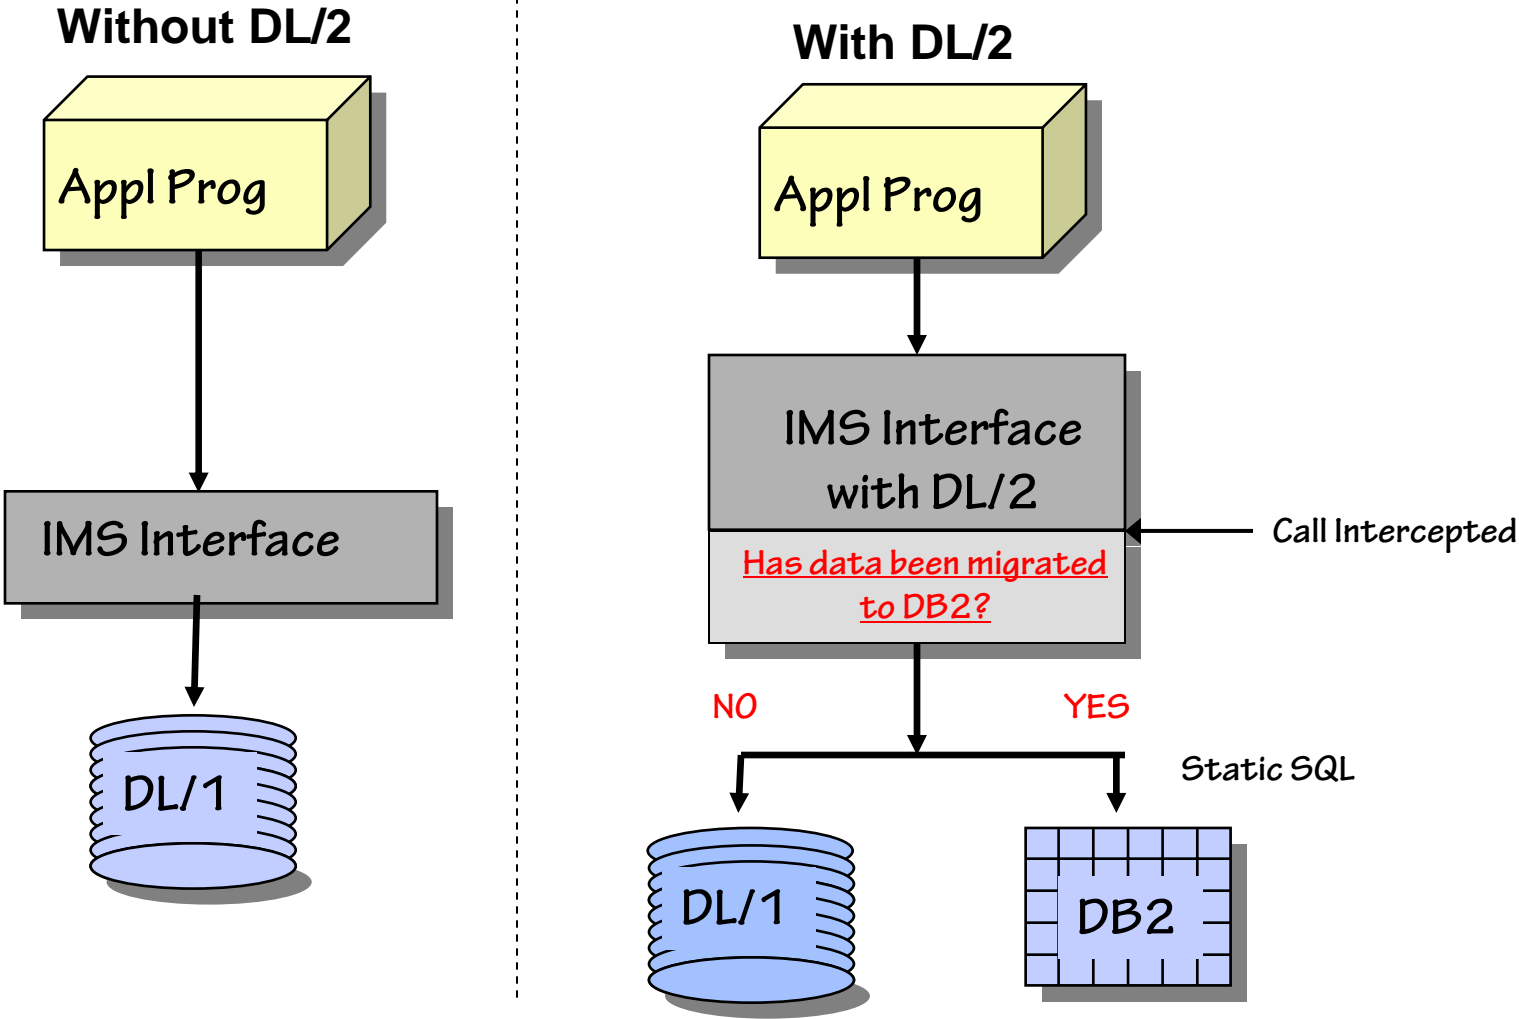 Without DL/2
Appl Prog
IMS Interface
DL/1
With DL/2
Appl Prog
IMS Interface
with DL/2
Call Intercepted
Has data been migrated
to DB2?
NO
YES
Static SQL
DL/1
DB2